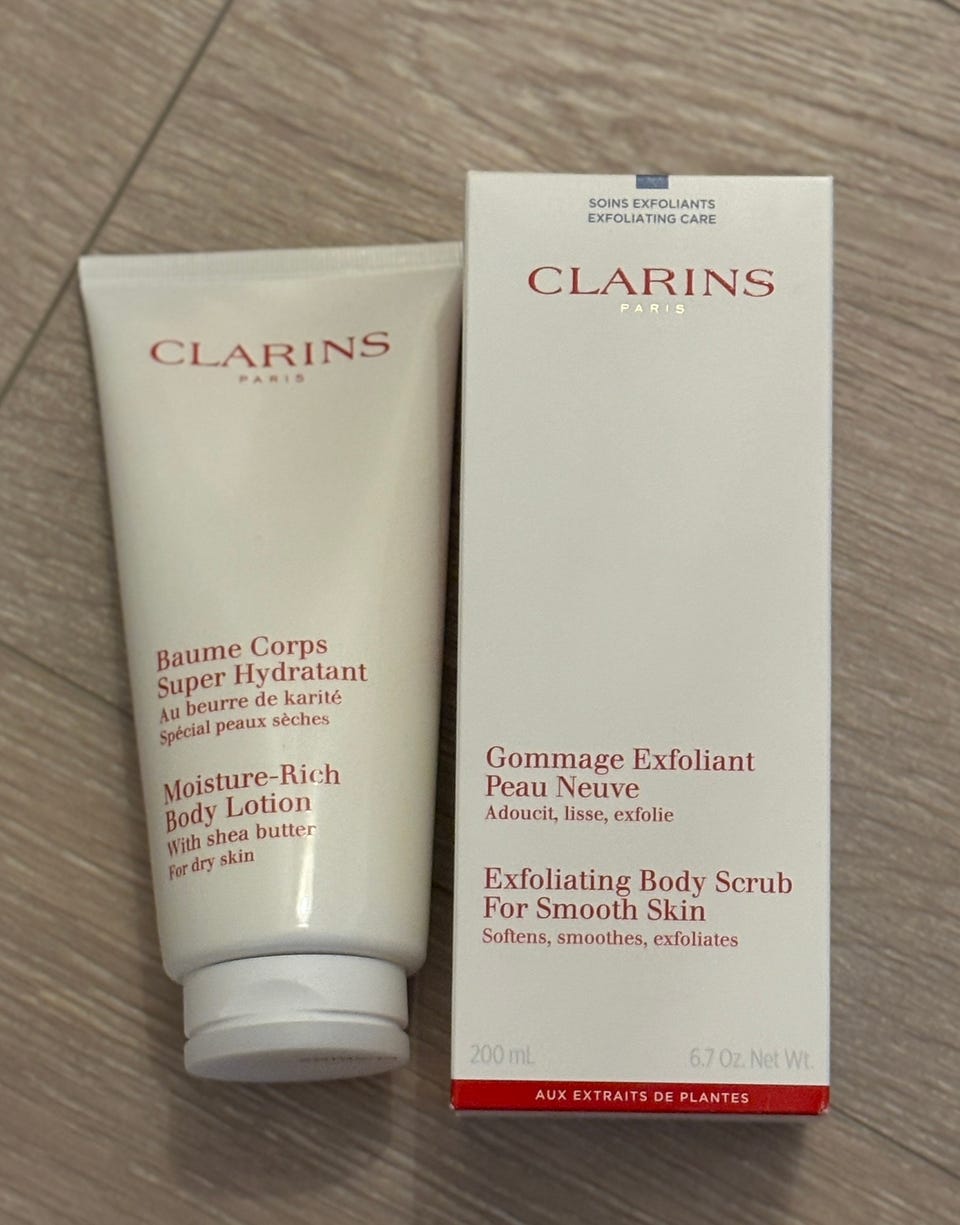 CLARINS
PARIS
Baume Corps
Super Hydratant
Au beurre de karité
Spécial peaux sèches
Moisture-Rich
Body Lotion
With shea butter
For dry skin
SOINS EXFOLIANTS
EXFOLIATING CARE
CLARINS
PARIS
Gommage Exfoliant
Peau Neuve
Adoucit, lisse, exfolie
Exfoliating Body Scrub
For Smooth Skin
Softens, smoothes, exfoliates
200 mL
6.7 Oz. Net Wt.
AUX EXTRAITS DE PLANTES